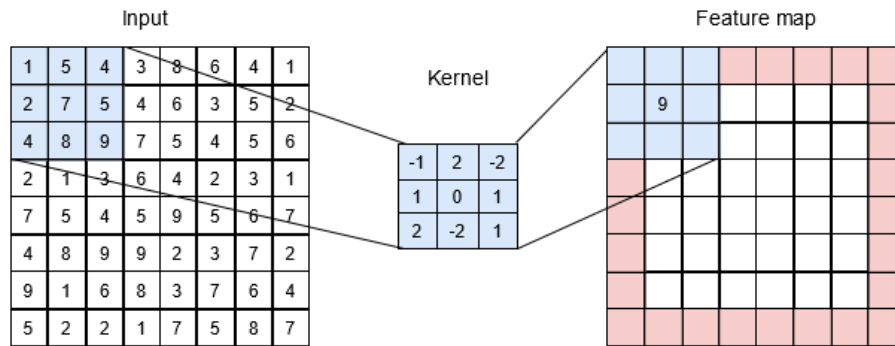 Input
Kernel
Feature map
1 5 4 3 8 6 4 1
2 7 5 4 6 3 5 2
4 8 9 7 5 4 5 6
2 1 3 6 4 2 3 1
7 5 4 5 9 5 6 7
4 8 9 9 2 3 7 2
9 1 6 8 3 7 6 4
5 2 2 1 7 5 8 7
-1 2 -2
1 0 1
2 -2 1
9